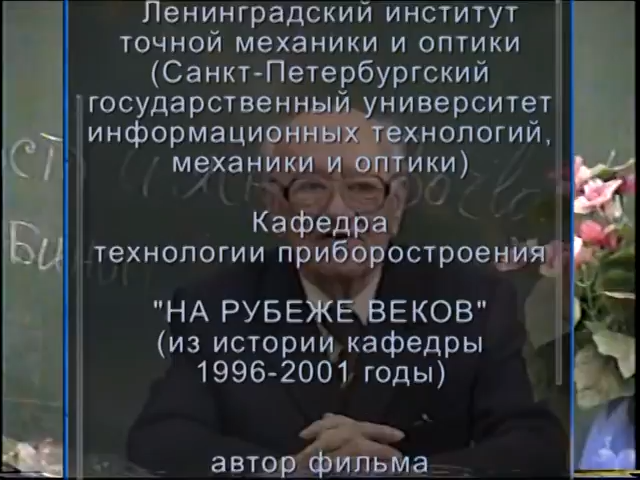 Ленинградский институт
точной механики и оптики
(Санкт-Петербургский
государственный университет
информационных технологий,
механики и оптики)
Кафедра
технологии приборостроения
"НА РУБЕЖЕ ВЕКОВ"
(из истории кафедры
1996-2001 годы)
автор фильма